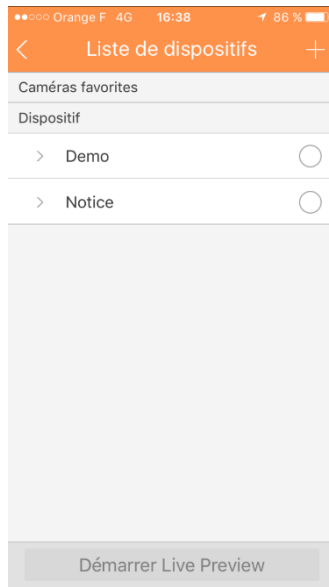 Orange F 4G 16:38 86 %
Liste de dispositifs
Caméras favorites
Dispositif
Demo
Notice
Démarrer Live Preview